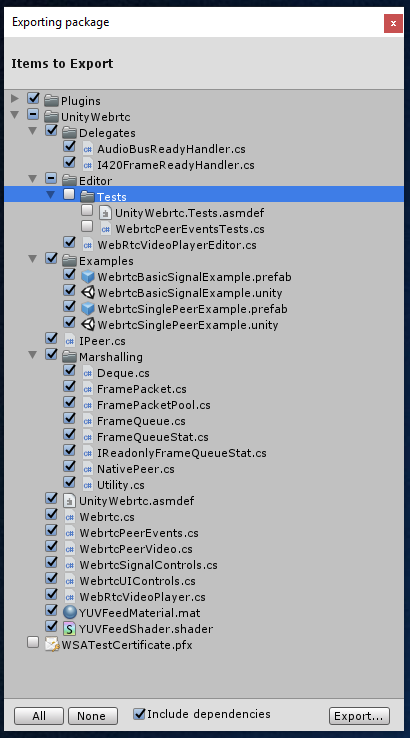 Exporting package
Items to Export
Plugins
UnityWebrtc
Delegates
AudioBusReadyHandler.cs
I420FrameReadyHandler.cs
Editor
Tests
UnityWebrtc.Tests.asmdef
WebrtcPeerEventsTests.cs
WebRtcVideoPlayerEditor.cs
Examples
WebrtcBasicSignalExample.prefab
WebrtcBasicSignalExample.unity
WebrtcSinglePeerExample.prefab
WebrtcSinglePeerExample.unity
IPeer.cs
Marshalling
Deque.cs
FramePacket.cs
FramePacketPool.cs
FrameQueue.cs
FrameQueueStat.cs
IReadonlyFrameQueueStat.cs
NativePeer.cs
Utility.cs
UnityWebrtc.asmdef
Webrtc.cs
WebrtcPeerEvents.cs
WebrtcPeerVideo.cs
WebrtcSignalControls.cs
WebrtcUIControls.cs
WebRtcVideoPlayer.cs
YUVFeedMaterial.mat
YUVFeedShader.shader
WSATestCertificate.pfx
All None Include dependencies Export...